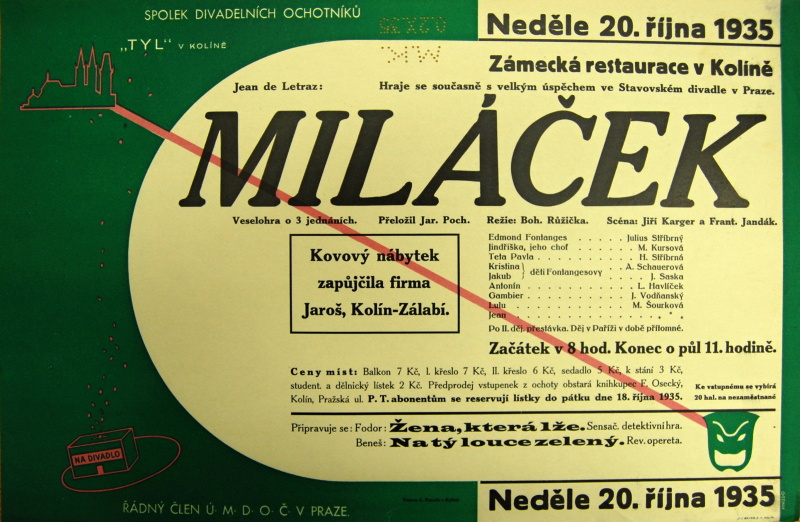 SPOLEK DIVADELNÍCH OCHOTNÍKŮ
„TYL“ V KOLÍNĚ
Neděle 20. října 1935
Zámecká restaurace v Kolíně
Jean de Letraz: Hraje se současně s velkým úspěchem ve Stavovském divadle v Praze.
MILÁČEK
Veselohra o 3 jednáních. Přeložil Jar. Poch. Režie: Boh. Růžička. Scéna: Jiří Karger a Frant. Jandák.
Kovový nábytek
zapůjčila firma
Jaroš, Kolín-Zálabí.
Edmond Fontanges . . . . . Julius Stříbrný
Jindřiška, jeho choť . . . . M. Kursová
Teta Pavla . . . . . . . H. Stříbrná
Kristina } děti Fontangesovy . A. Schauerová
Jakub J. Saska
Antonín . . . . . . . . L. Havlíček
Gambier . . . . . . . J. Vodňanský
Lulu . . . . . . . . M. Šourková
Jean . . . . . . . . * * *
Po II. děj. přestávka. Děj v Paříži v době přítomné.
Začátek v 8 hod. Konec o půl 11. hodině.
Ceny míst: Balkon 7 Kč, I. křeslo 7 Kč, II. křeslo 6 Kč, sedadlo 5 Kč, k stání 3 Kč,
student. a dělnický lístek 2 Kč. Předprodej vstupenek z ochoty obstará knihkupec F. Osecký,
Kolín, Pražská ul. P. T. abonentům se reservují lístky do pátku dne 18. října 1935.
Ke vstupnému se vybírá
20 hal. na nezaměstnané
Připravuje se: Fodor: Žena, která lže. Sensač. detektivní hra.
Beneš: Na tý louce zelený. Rev. opereta.
NA DIVADLO
ŘÁDNÝ ČLEN Ú· M· D· O· Č· V PRAZE.
Neděle 20. října 1935